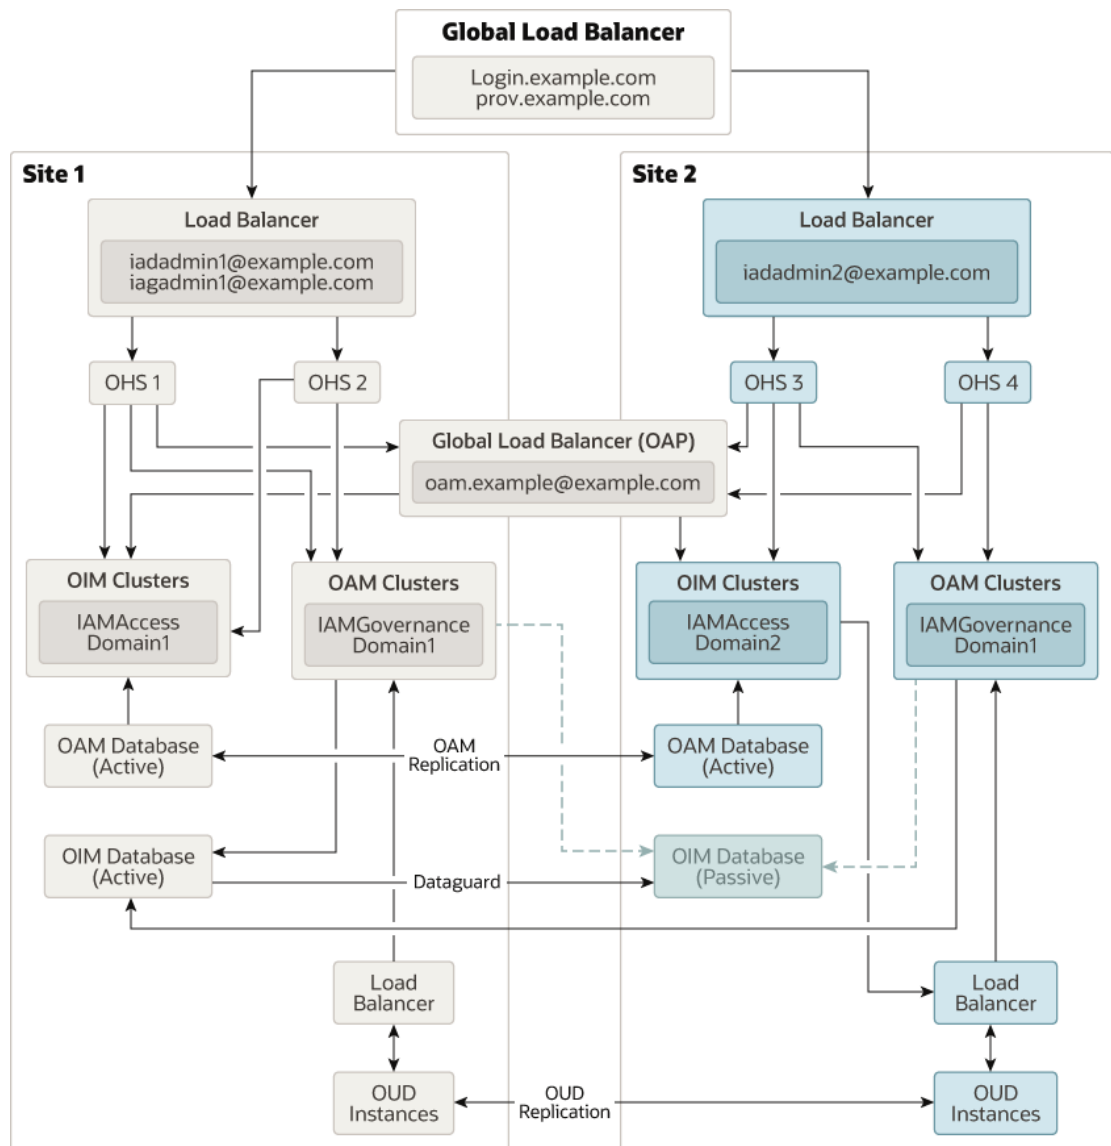 Global Load Balancer
Login.example.com
prov.example.com
Site 1
Load Balancer
iadadmin1@example.com
iagadmin1@example.com
OHS 1
OHS 2
Site 2
Load Balancer
iadadmin2@example.com
OHS 3
OHS 4
Global Load Balancer (OAP)
oam.example@example.com
OIM Clusters
IAMAccess
Domain1
OAM Clusters
IAMGovernance
Domain1
OIM Clusters
IAMAccess
Domain2
OAM Clusters
IAMGovernance
Domain1
OAM Database
(Active)
OAM
Replication
OAM Database
(Active)
OIM Database
(Active)
Dataguard
OIM Database
(Passive)
Load
Balancer
Load
Balancer
OUD
Instances
OUD
Replication
OUD
Instances